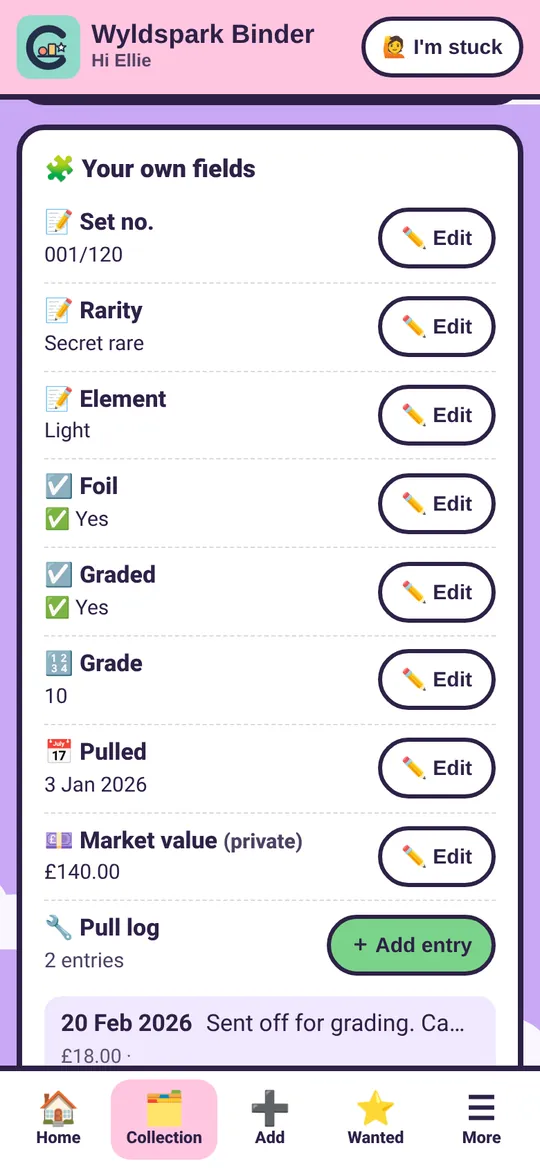 Wyldspark Binder
Hi Ellie
I'm stuck
Your own fields
Set no.
001/120
Edit
Rarity
Secret rare
Edit
Element
Light
Edit
Foil
Yes
Edit
Graded
Yes
Edit
Grade
10
Edit
Pulled
3 Jan 2026
Edit
Market value (private)
£140.00
Edit
Pull log
2 entries
+ Add entry
20 Feb 2026 Sent off for grading. Ca...
£18.00 ·
Home
Collection
Add
Wanted
More